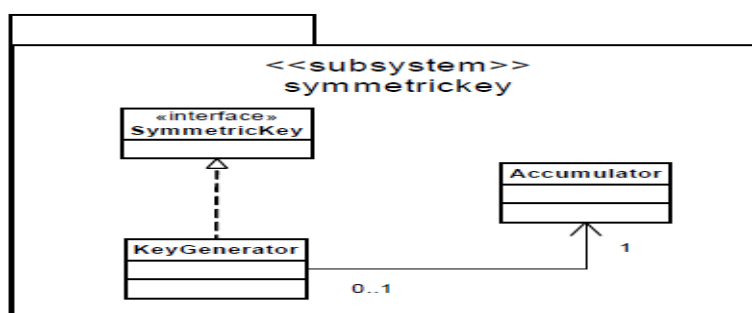 <<subsystem>>
symmetrickey
«interface»
SymmetricKey
Accumulator
KeyGenerator
1
0..1